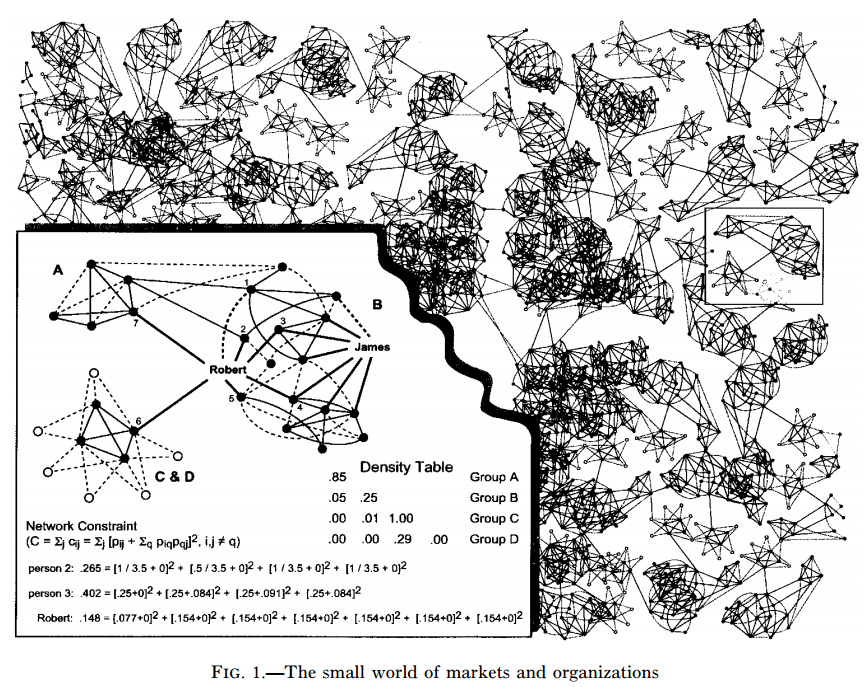 A
B
7
1
2
3
James
Robert
5
4
6
C & D
Density Table
.85 Group A
.05 .25 Group B
.00 .01 1.00 Group C
.00 .00 .29 .00 Group D
Network Constraint
(C = Σⱼ cᵢⱼ = Σⱼ [pᵢⱼ + Σq pᵢqpqⱼ]², i,j ≠ q)
person 2: .265 = [1 / 3.5 + 0]² + [.5 / 3.5 + 0]² + [1 / 3.5 + 0]² + [1 / 3.5 + 0]²
person 3: .402 = [.25+0]² + [.25+.084]² + [.25+.091]² + [.25+.084]²
Robert: .148 = [.077+0]² + [.154+0]² + [.154+0]² + [.154+0]² + [.154+0]² + [.154+0]² + [.154+0]²
FIG. 1.—The small world of markets and organizations